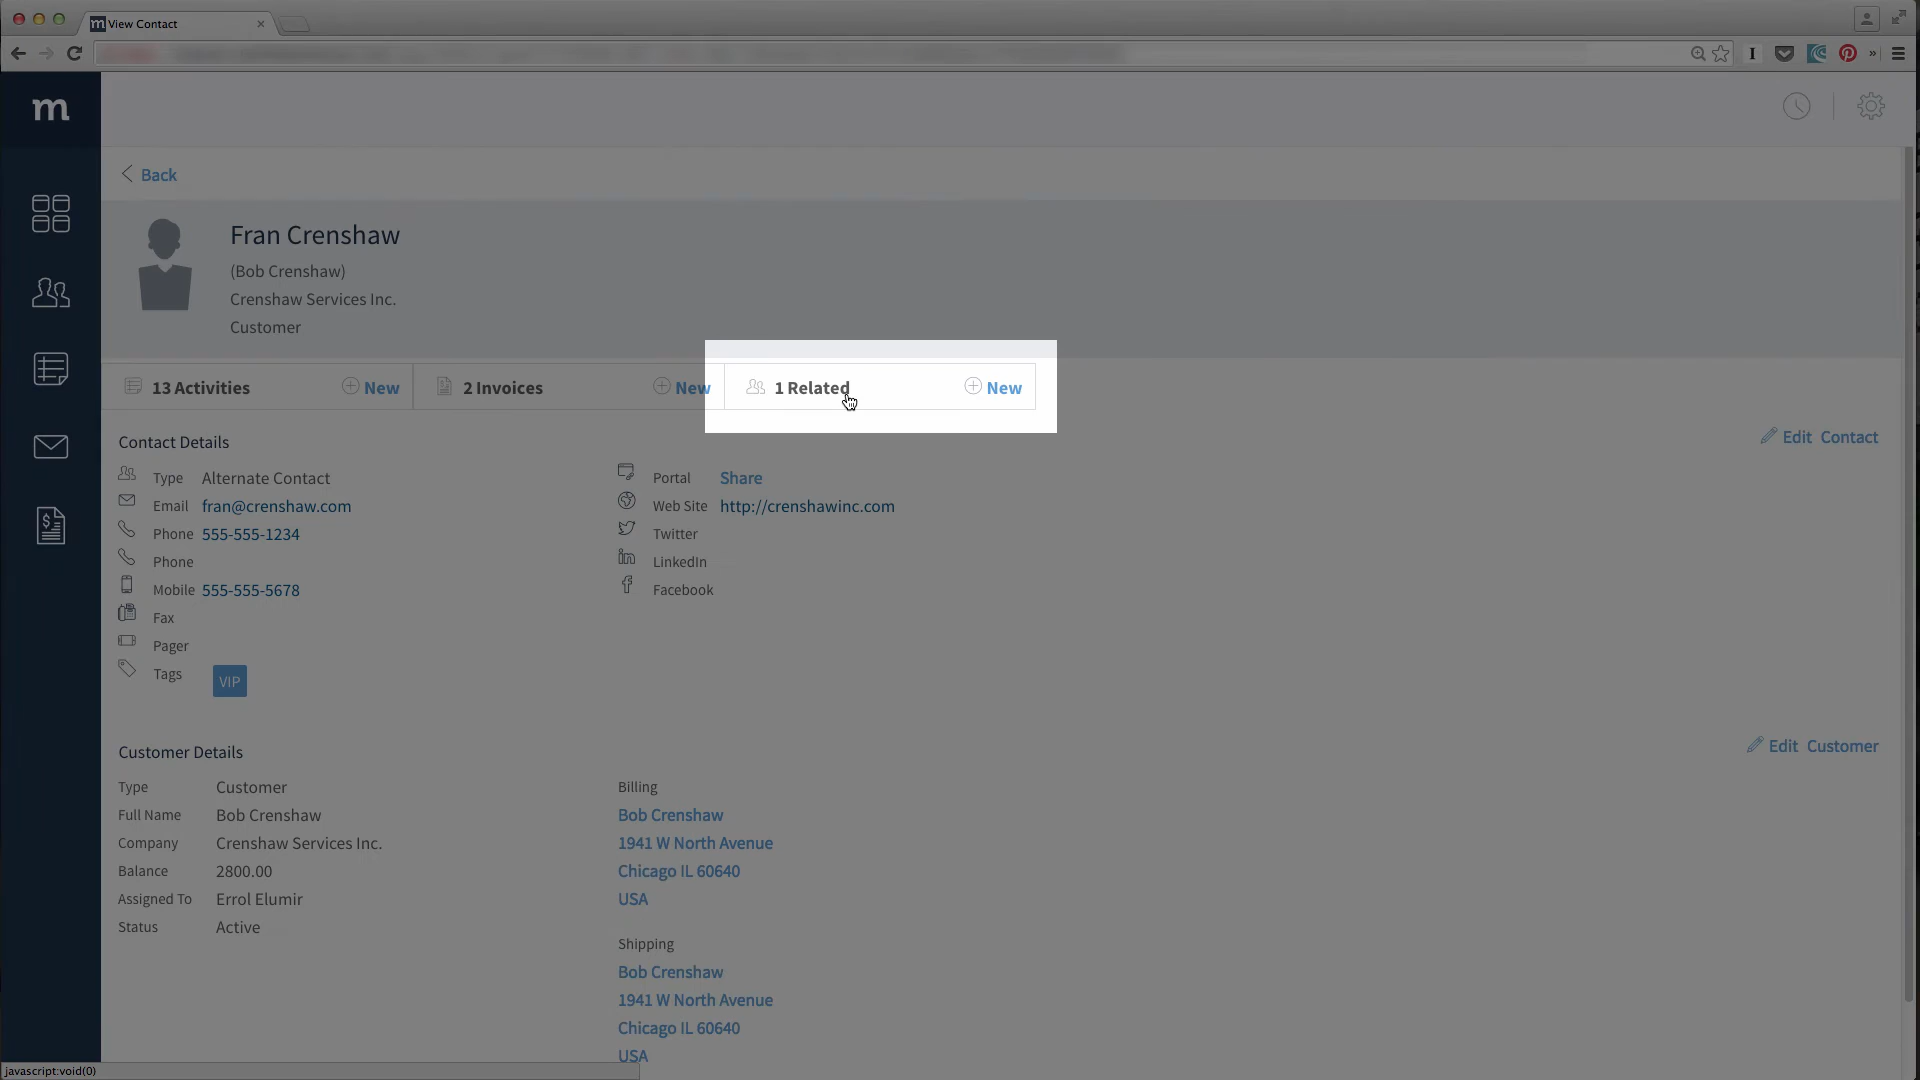 m View Contact
I
»
m
Back
Fran Crenshaw
(Bob Crenshaw)
Crenshaw Services Inc.
Customer
13 Activities New 2 Invoices New 1 Related New
Contact Details
Edit Contact
Type Alternate Contact
Email fran@crenshaw.com
Phone 555-555-1234
Phone
Mobile 555-555-5678
Fax
Pager
Tags VIP
Portal Share
Web Site http://crenshawinc.com
Twitter
LinkedIn
Facebook
Customer Details
Edit Customer
Type Customer
Full Name Bob Crenshaw
Company Crenshaw Services Inc.
Balance 2800.00
Assigned To Errol Elumir
Status Active
Billing
Bob Crenshaw
1941 W North Avenue
Chicago IL 60640
USA
Shipping
Bob Crenshaw
1941 W North Avenue
Chicago IL 60640
USA
javascript:void(0)